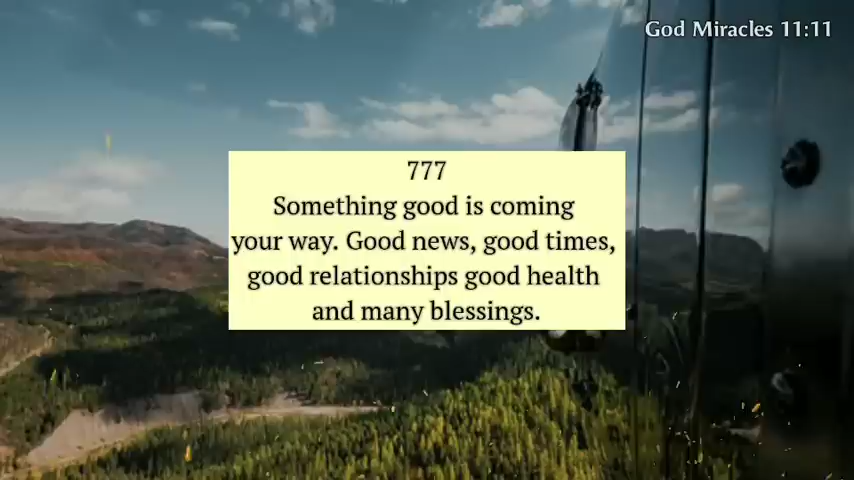 God Miracles 11:11
777
Something good is coming
your way. Good news, good times,
good relationships good health
and many blessings.